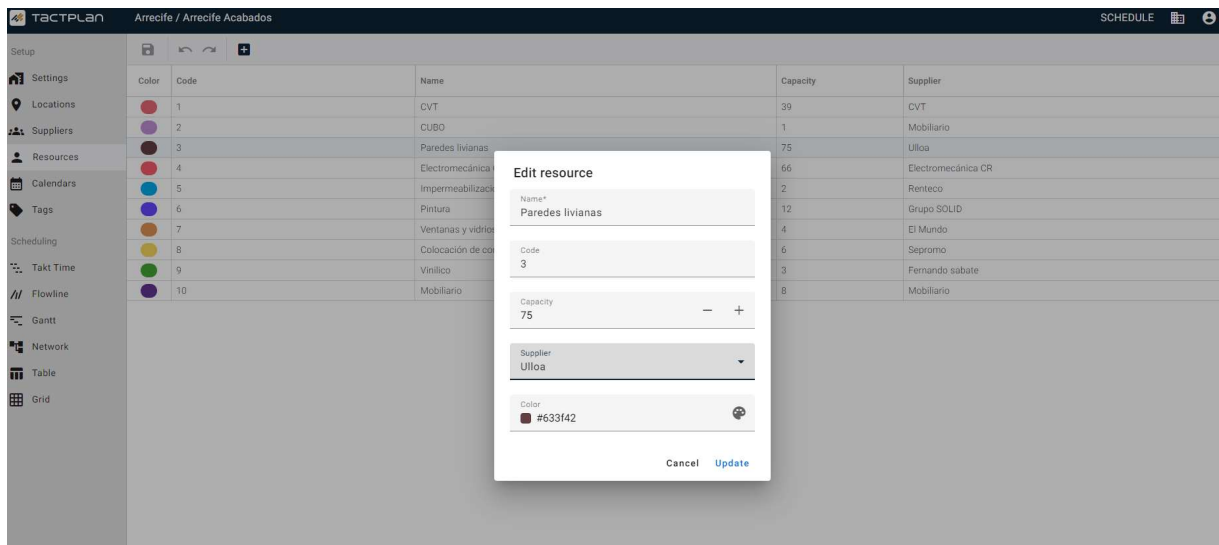 TACTPLAN
Arrecife / Arrecife Acabados
SCHEDULE
Setup
Settings
Locations
Suppliers
Resources
Calendars
Tags
Scheduling
Takt Time
Flowline
Gantt
Network
Table
Grid
Color Code Name Capacity Supplier
1 CVT 39 CVT
2 CUBO 1 Mobiliario
3 Paredes livianas 75 Ulloa
4 Electromecánica 66 Electromecánica CR
5 2 Renteco
6 Pintura 12 Grupo SOLID
7 Ventanas y 4 El Mundo
8 Colocación de 6 Sepromo
9 Vinilico 3 Fernando sabate
10 Mobiliario 8 Mobiliario
Edit resource
Name*
Paredes livianas
Code
3
Capacity
75
Supplier
Ulloa
Color
#633f42
Cancel Update